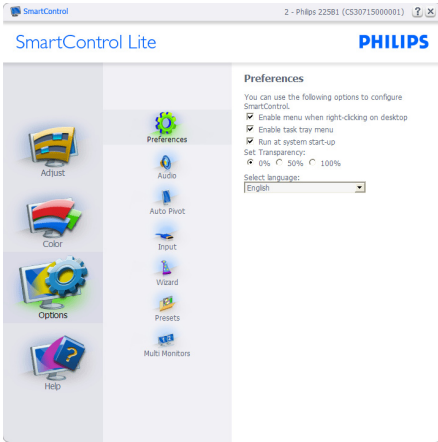 SmartControl
2 - Philips 225B1 (CS30715000001)
SmartControl Lite
PHILIPS
Adjust
Color
Options
Help
Preferences
Audio
Auto Pivot
Input
Wizard
Presets
Multi Monitors
Preferences
You can use the following options to configure
SmartControl.
Enable menu when right-clicking on desktop
Enable task tray menu
Run at system start-up
Set Transparency:
0% 50% 100%
Select language:
English